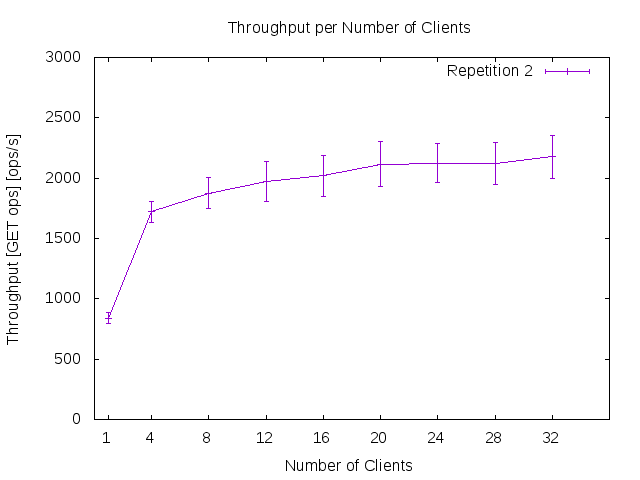 Throughput per Number of Clients
Repetition 2
3000
2500
2000
1500
1000
500
0
Throughput [GET ops] [ops/s]
1 4 8 12 16 20 24 28 32
Number of Clients